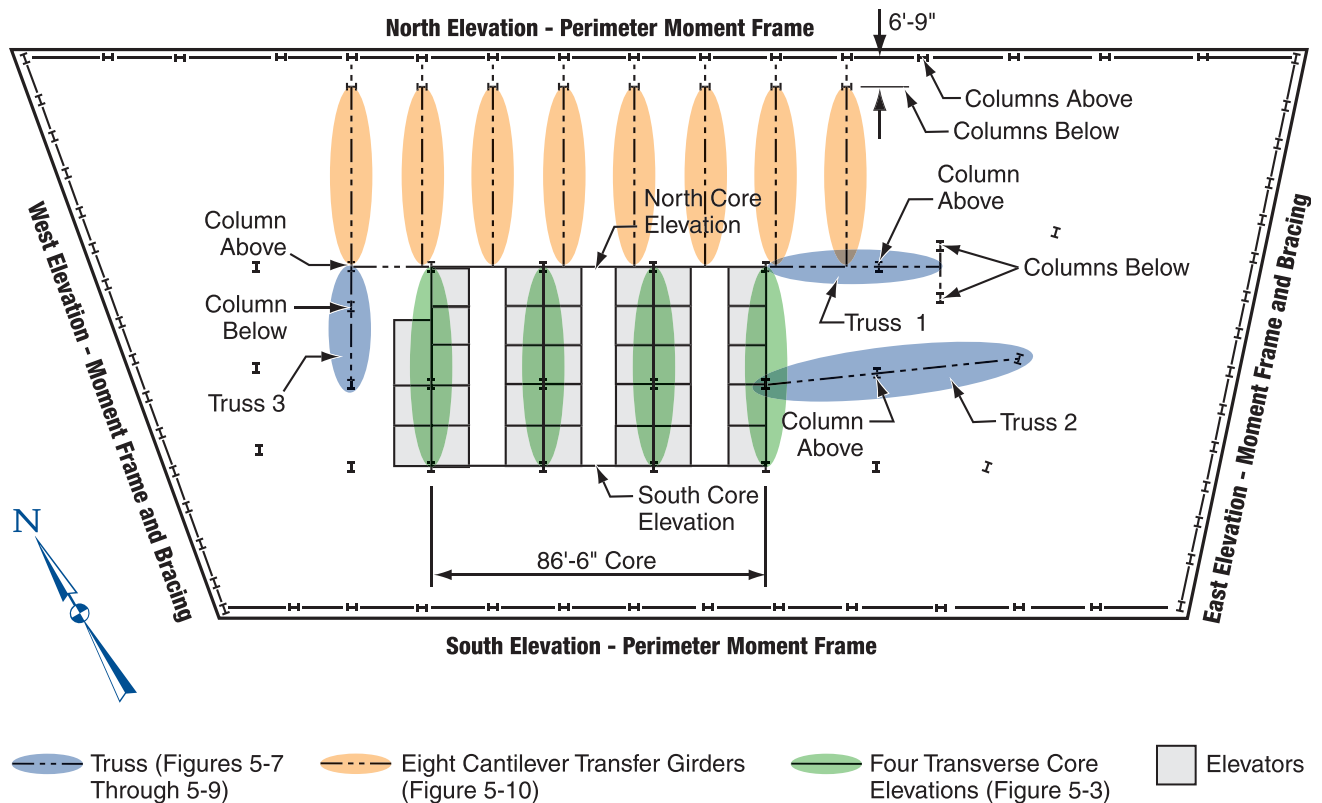 North Elevation - Perimeter Moment Frame
6'-9"
Columns Above
Columns Below
Column
Above
North Core
Elevation
Column
Above
Columns Below
Column
Below
Truss 1
Truss 3
Column
Above
Truss 2
West Elevation - Moment Frame and Bracing
East Elevation - Moment Frame and Bracing
South Core
Elevation
N
86'-6" Core
South Elevation - Perimeter Moment Frame
Truss (Figures 5-7
Through 5-9)
Eight Cantilever Transfer Girders
(Figure 5-10)
Four Transverse Core
Elevations (Figure 5-3)
Elevators